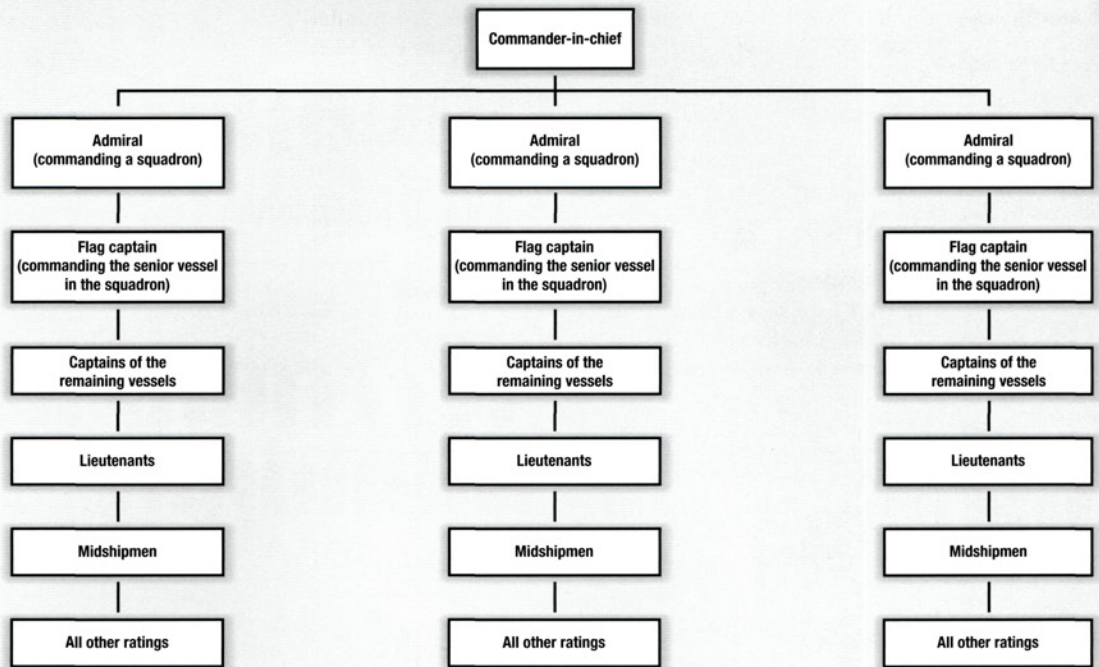 Commander-in-chief
Admiral
(commanding a squadron)
Admiral
(commanding a squadron)
Admiral
(commanding a squadron)
Flag captain
(commanding the senior vessel
in the squadron)
Flag captain
(commanding the senior vessel
in the squadron)
Flag captain
(commanding the senior vessel
in the squadron)
Captains of the
remaining vessels
Captains of the
remaining vessels
Captains of the
remaining vessels
Lieutenants
Lieutenants
Lieutenants
Midshipmen
Midshipmen
Midshipmen
All other ratings
All other ratings
All other ratings